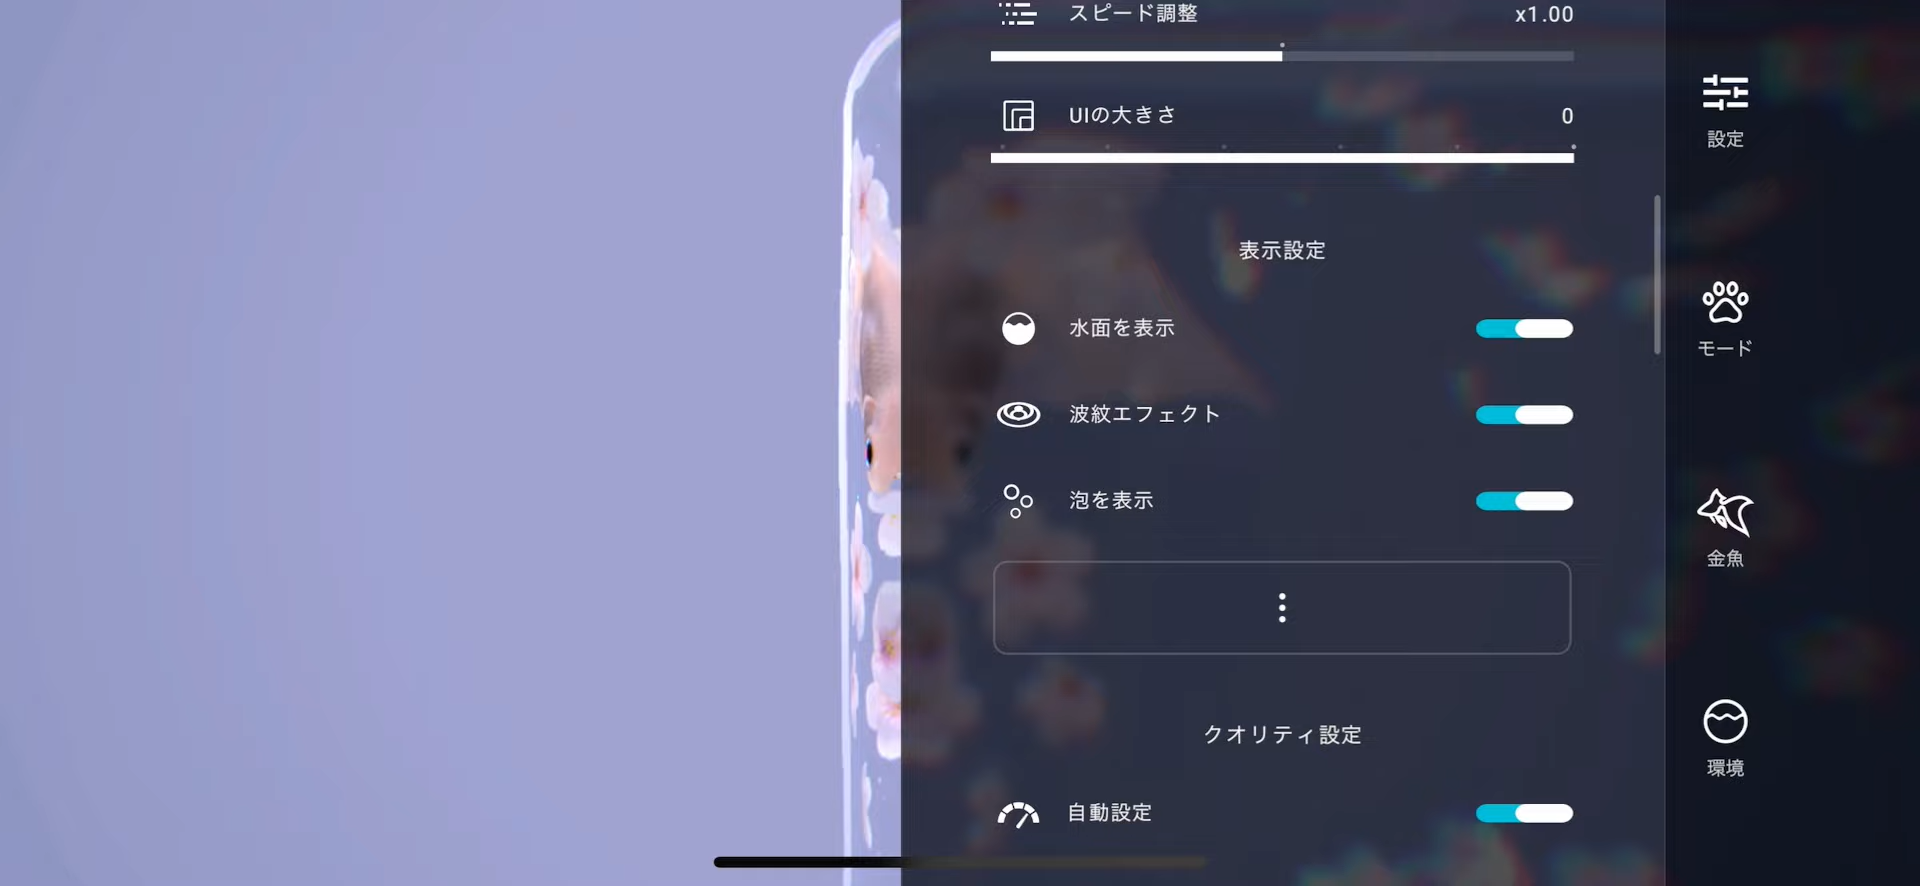 スピード調整 x1.00
UIの大きさ 0
表示設定
水面を表示
波紋エフェクト
泡を表示
クオリティ設定
自動設定
設定
モード
金魚
環境